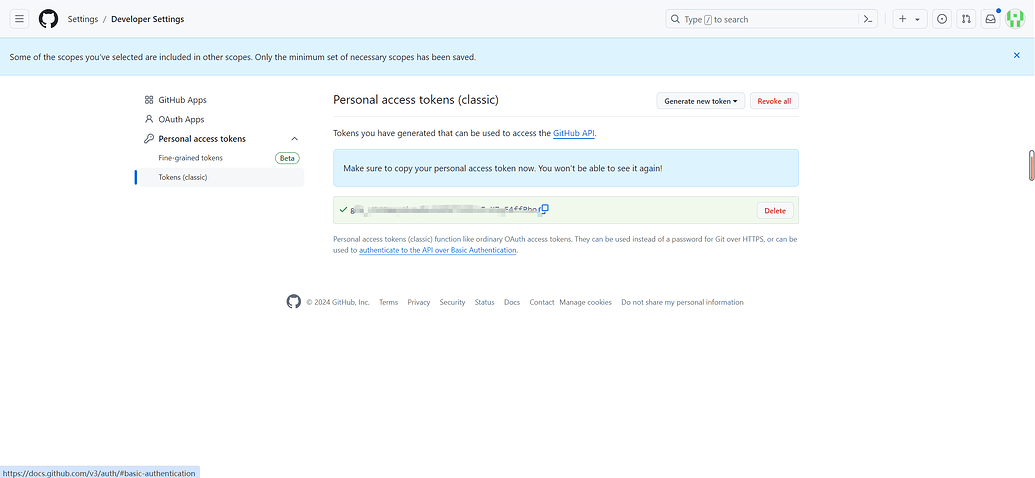 Settings / Developer Settings
Type / to search
Some of the scopes you've selected are included in other scopes. Only the minimum set of necessary scopes has been saved.
GitHub Apps
OAuth Apps
Personal access tokens
Fine-grained tokens Beta
Tokens (classic)
Personal access tokens (classic)
Generate new token
Revoke all
Tokens you have generated that can be used to access the GitHub API.
Make sure to copy your personal access token now. You won't be able to see it again!
Delete
Personal access tokens (classic) function like ordinary OAuth access tokens. They can be used instead of a password for Git over HTTPS, or can be
used to authenticate to the API over Basic Authentication.
© 2024 GitHub, Inc. Terms Privacy Security Status Docs Contact Manage cookies Do not share my personal information
https://docs.github.com/v3/auth/#basic-authentication